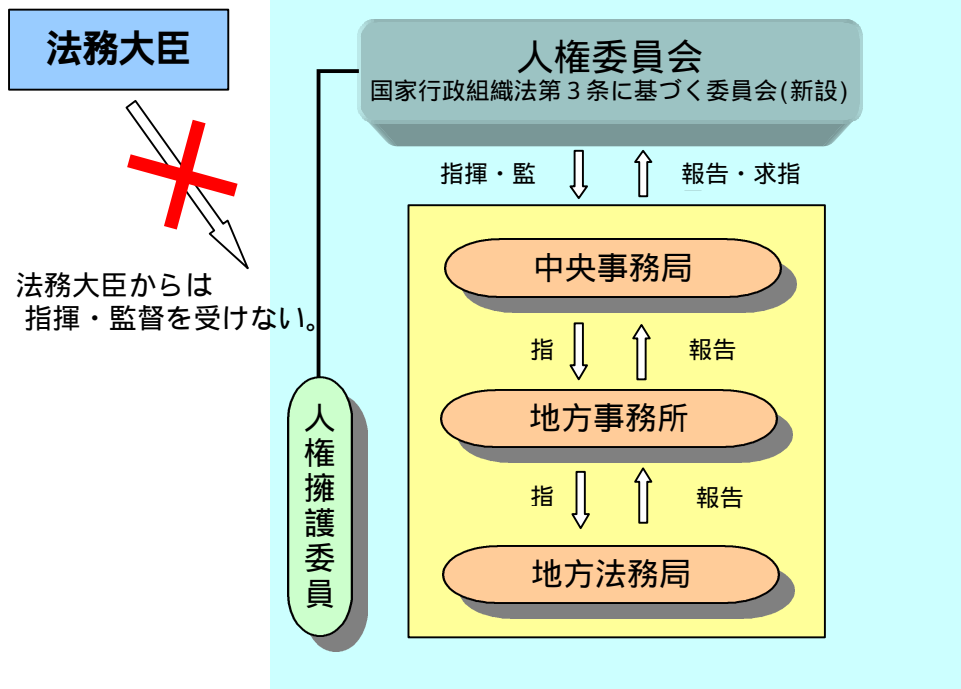 法務大臣
人権委員会
国家行政組織法第３条に基づく委員会(新設)
指揮・監
報告・求指
中央事務局
法務大臣からは
指揮・監督を受けない。
指
報告
地方事務所
人権擁護委員
指
報告
地方法務局